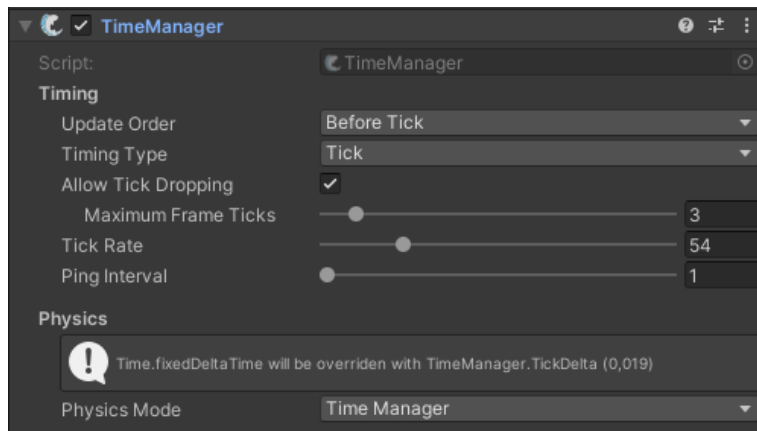 TimeManager
Script: TimeManager
Timing
Update Order Before Tick
Timing Type Tick
Allow Tick Dropping
Maximum Frame Ticks 3
Tick Rate 54
Ping Interval 1
Physics
Time.fixedDeltaTime will be overriden with TimeManager.TickDelta (0,019)
Physics Mode Time Manager